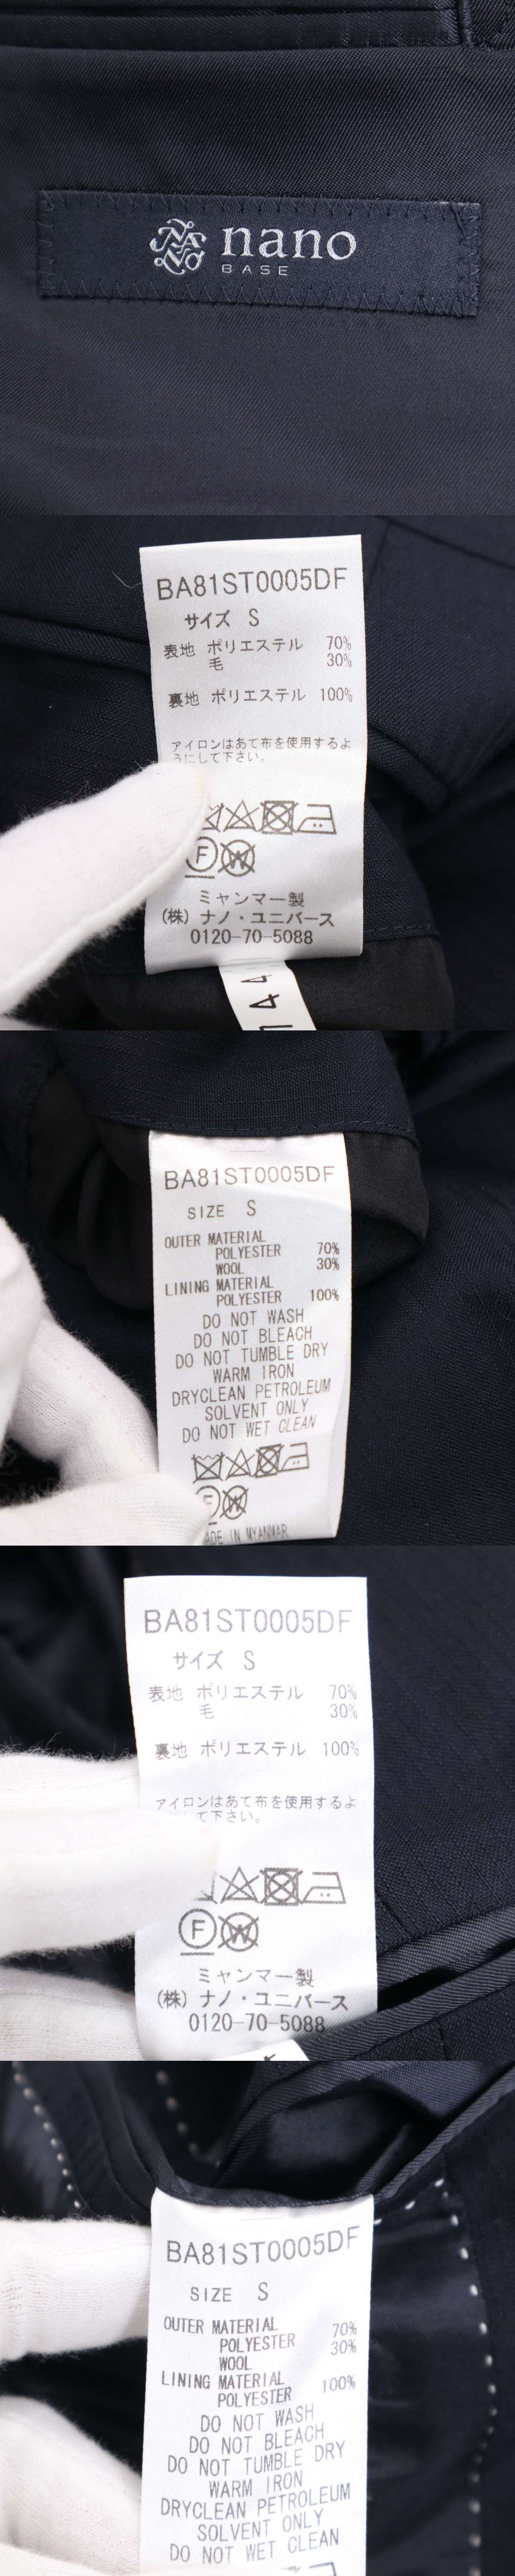 nano
BASE
BA81ST0005DF
サイズ S
表地 ポリエステル 70%
毛 30%
裏地 ポリエステル 100%
アイロンはあて布を使用するよ
うにして下さい。
F W
ミャンマー製
(株) ナノ・ユニバース
0120-70-5088
44
BA81ST0005DF
SIZE S
OUTER MATERIAL
POLYESTER 70%
WOOL 30%
LINING MATERIAL
POLYESTER 100%
DO NOT WASH
DO NOT BLEACH
DO NOT TUMBLE DRY
WARM IRON
DRYCLEAN PETROLEUM
SOLVENT ONLY
DO NOT WET CLEAN
W
MADE IN MYANMAR
BA81ST0005DF
サイズ S
表地 ポリエステル 70%
毛 30%
裏地 ポリエステル 100%
アイロンはあて布を使用するよ
て下さい。
F W
ミャンマー製
(株) ナノ・ユニバース
0120-70-5088
BA81ST0005DF
SIZE S
OUTER MATERIAL 70%
POLYESTER 30%
WOOL
LINING MATERIAL 100%
POLYESTER
DO NOT WASH
DO NOT BLEACH
DO NOT TUMBLE DRY
WARM IRON
DRYCLEAN PETROLEUM
SOLVENT ONLY
DO NOT WET CLEAN